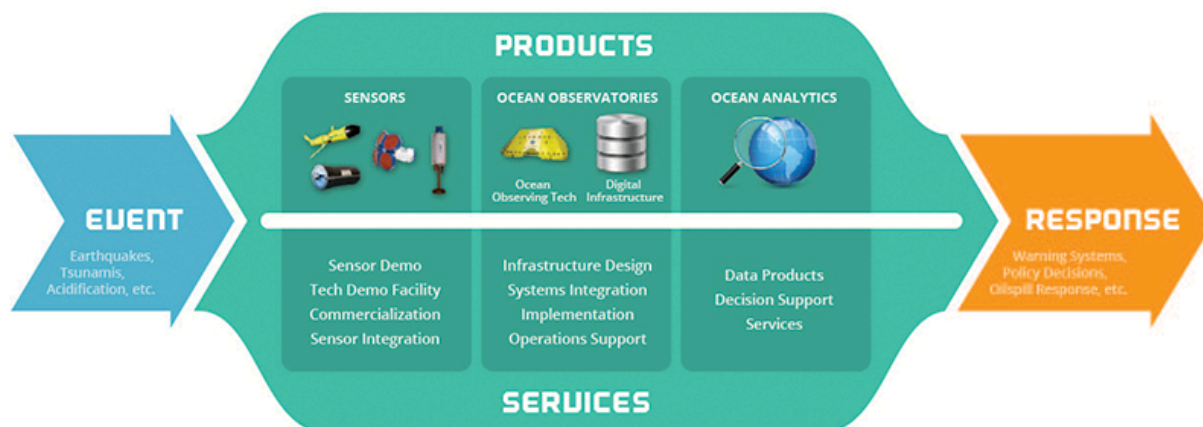 PRODUCTS
SENSORS
OCEAN OBSERVATORIES
OCEAN ANALYTICS
Ocean
Observing Tech
Digital
Infrastructure
EVENT
Earthquakes,
Tsunamis,
Acidification, etc.
RESPONSE
Warning Systems,
Policy Decisions,
Oilspill Response, etc.
Sensor Demo
Tech Demo Facility
Commercialization
Sensor Integration
Infrastructure Design
Systems Integration
Implementation
Operations Support
Data Products
Decision Support
Services
SERVICES